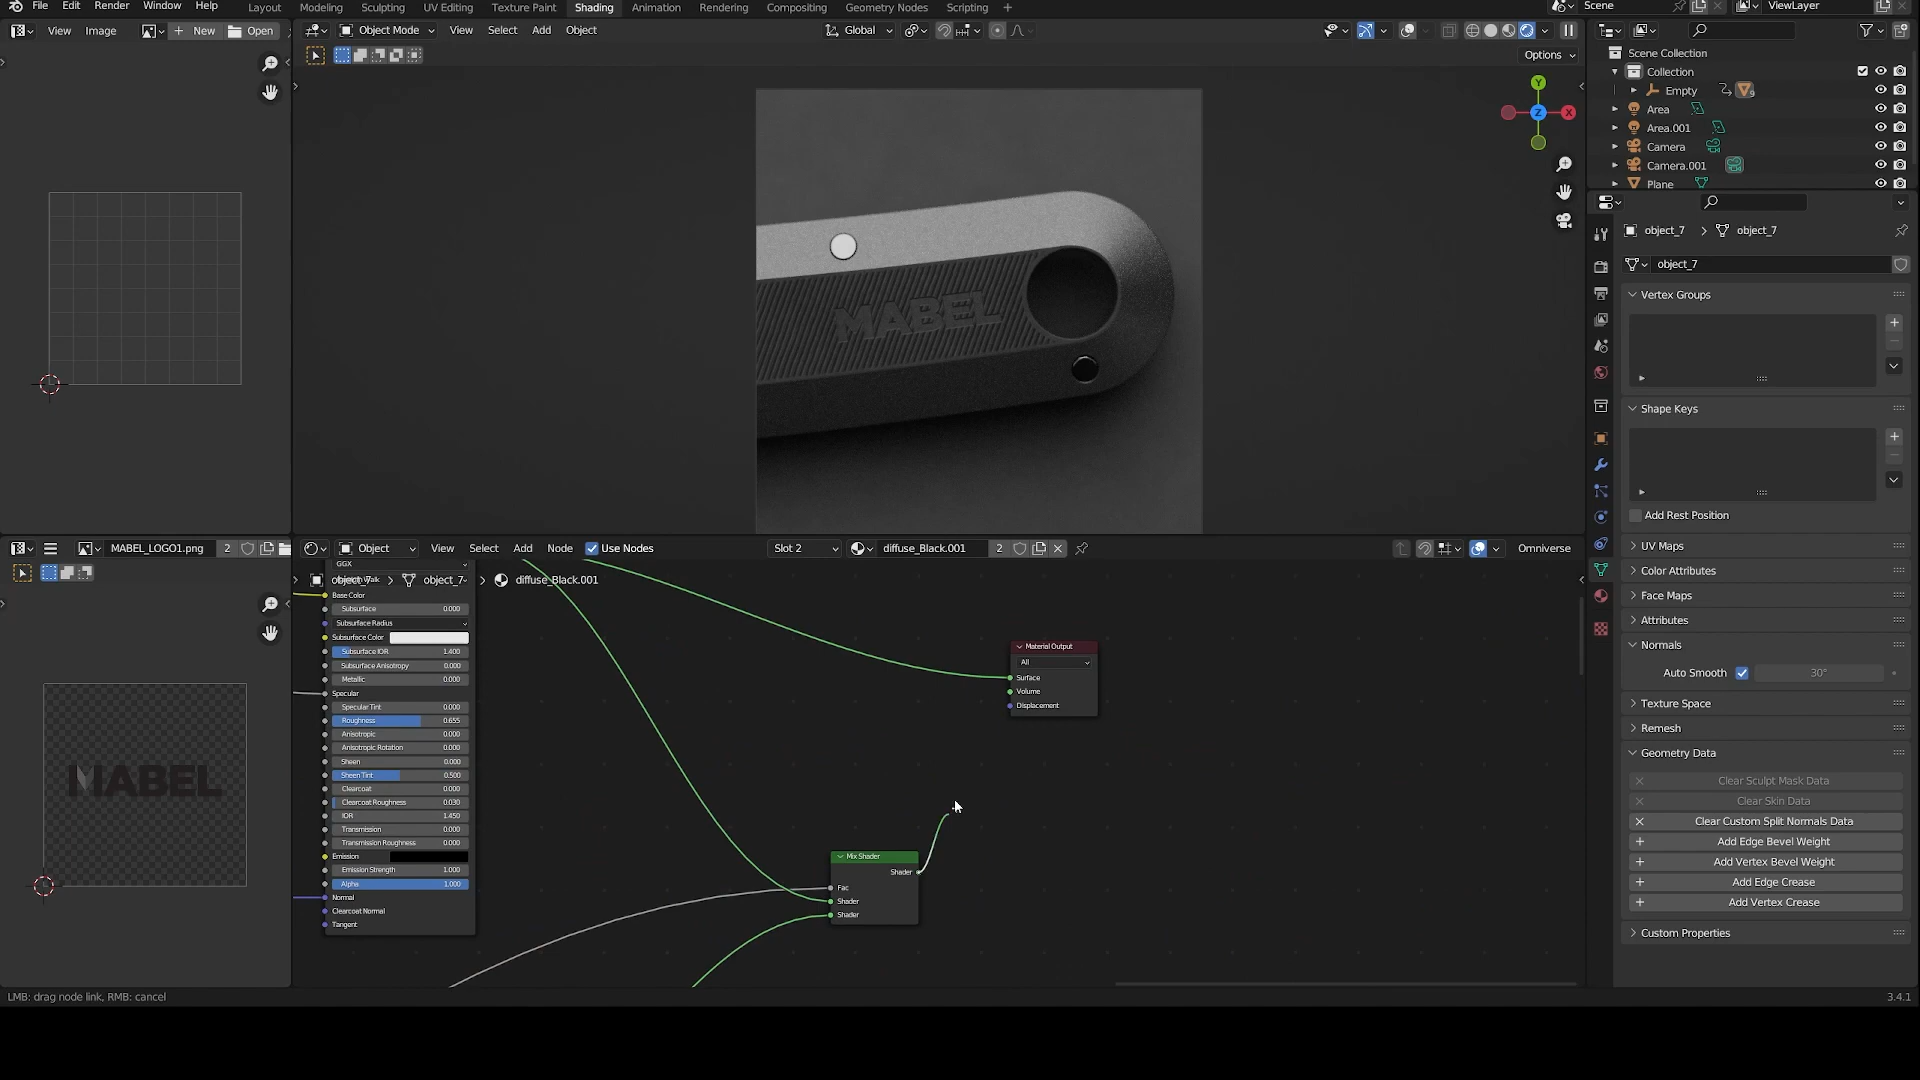 File Edit Render Window Help Layout Modeling Sculpting UV Editing Texture Paint Shading Animation Rendering Compositing Geometry Nodes Scripting + Scene ViewLayer
View Image New Open Object Mode View Select Add Object Global
Options
Y
Z X
MABEL
Scene Collection
Collection
Empty
Area
Area.001
Camera
Camera.001
Plane
object_7 object_7
object_7
Vertex Groups
Shape Keys
Add Rest Position
UV Maps
Color Attributes
Face Maps
Attributes
Normals
Auto Smooth 30°
Texture Space
Remesh
Geometry Data
Clear Sculpt Mask Data
Clear Skin Data
Clear Custom Split Normals Data
Add Edge Bevel Weight
Add Vertex Bevel Weight
Add Edge Crease
Add Vertex Crease
Custom Properties
MABEL_LOGO1.png 2
MABEL
Object View Select Add Node Use Nodes Slot 2 diffuse_Black.001 2 Omniverse
GGX
object_7 object_7 diffuse_Black.001
Base Color
Subsurface 0.000
Subsurface Radius
Subsurface Color
Subsurface IOR 1.400
Subsurface Anisotropy 0.000
Metallic 0.000
Specular
Specular Tint 0.000
Roughness 0.655
Anisotropic 0.000
Anisotropic Rotation 0.000
Sheen 0.000
Sheen Tint 0.500
Clearcoat 0.000
Clearcoat Roughness 0.030
IOR 1.450
Transmission 0.000
Transmission Roughness 0.000
Emission
Emission Strength 1.000
Alpha 1.000
Normal
Clearcoat Normal
Tangent
Material Output
All
Surface
Volume
Displacement
Mix Shader
Shader
Fac
Shader
Shader
LMB: drag node link, RMB: cancel 3.4.1